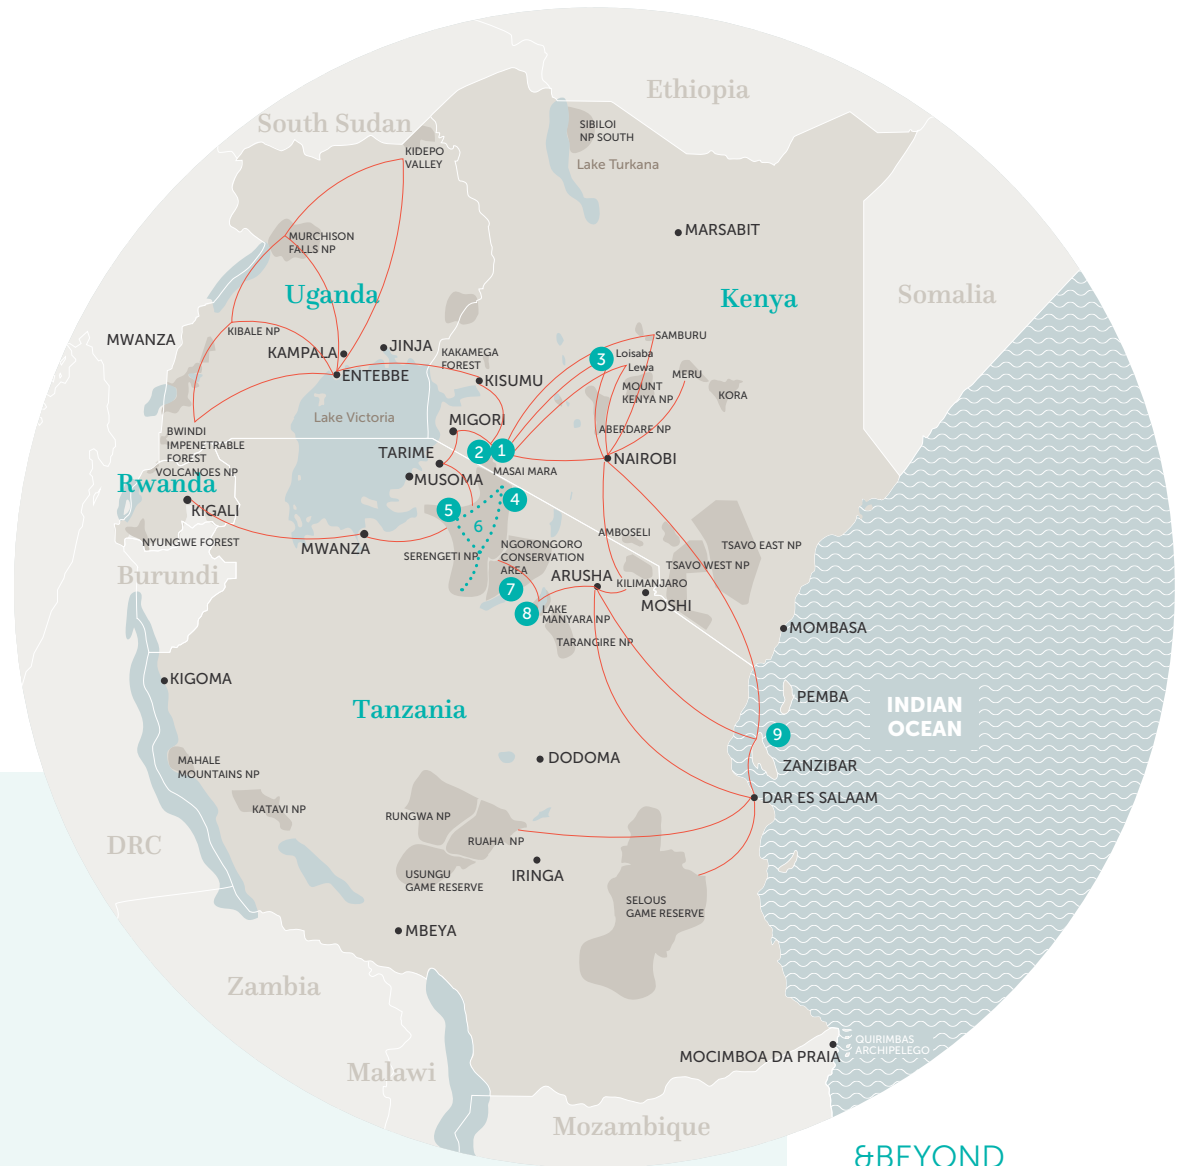 Ethiopia
South Sudan
SIBILOI
NP SOUTH
KIDEPO
VALLEY
Lake Turkana
MARSABIT
MURCHISON
FALLS NP
Uganda
Kenya
Somalia
KIBALE NP
MWANZA
KAMPALA
JINJA
KAKAMEGA
FOREST
SAMBURU
3
Loisaba
Lewa
ENTEBBE
KISUMU
MERU
MOUNT
KENYA NP
KORA
Lake Victoria
MIGORI
ABERDARE NP
BWINDI
IMPENETRABLE
FOREST
VOLCANOES NP
TARIME
2
1
NAIROBI
MASAI MARA
Rwanda
MUSOMA
KIGALI
5
4
6
NYUNGWE FOREST
MWANZA
AMBOSELI
TSAVO EAST NP
SERENGETI NP
NGORONGORO
CONSERVATION
AREA
TSAVO WEST NP
Burundi
ARUSHA
KILIMANJARO
7
MOSHI
8
LAKE
MANYARA NP
MOMBASA
TARANGIRE NP
KIGOMA
PEMBA
Tanzania
INDIAN
OCEAN
9
DODOMA
ZANZIBAR
MAHALE
MOUNTAINS NP
DAR ES SALAAM
KATAVI NP
RUNGWA NP
DRC
RUAHA NP
USUNGU
GAME RESERVE
IRINGA
SELOUS
GAME RESERVE
MBEYA
Zambia
QUIRIMBAS
ARCHIPELEGO
MOCIMBOA DA PRAIA
Malawi
Mozambique
&BEYOND